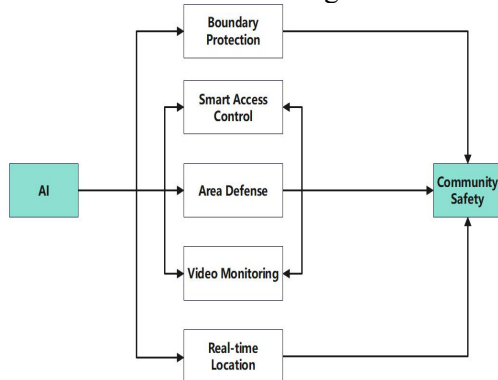 Boundary
Protection
Smart Access
Control
AI
Area Defense
Community
Safety
Video Monitoring
Real-time
Location